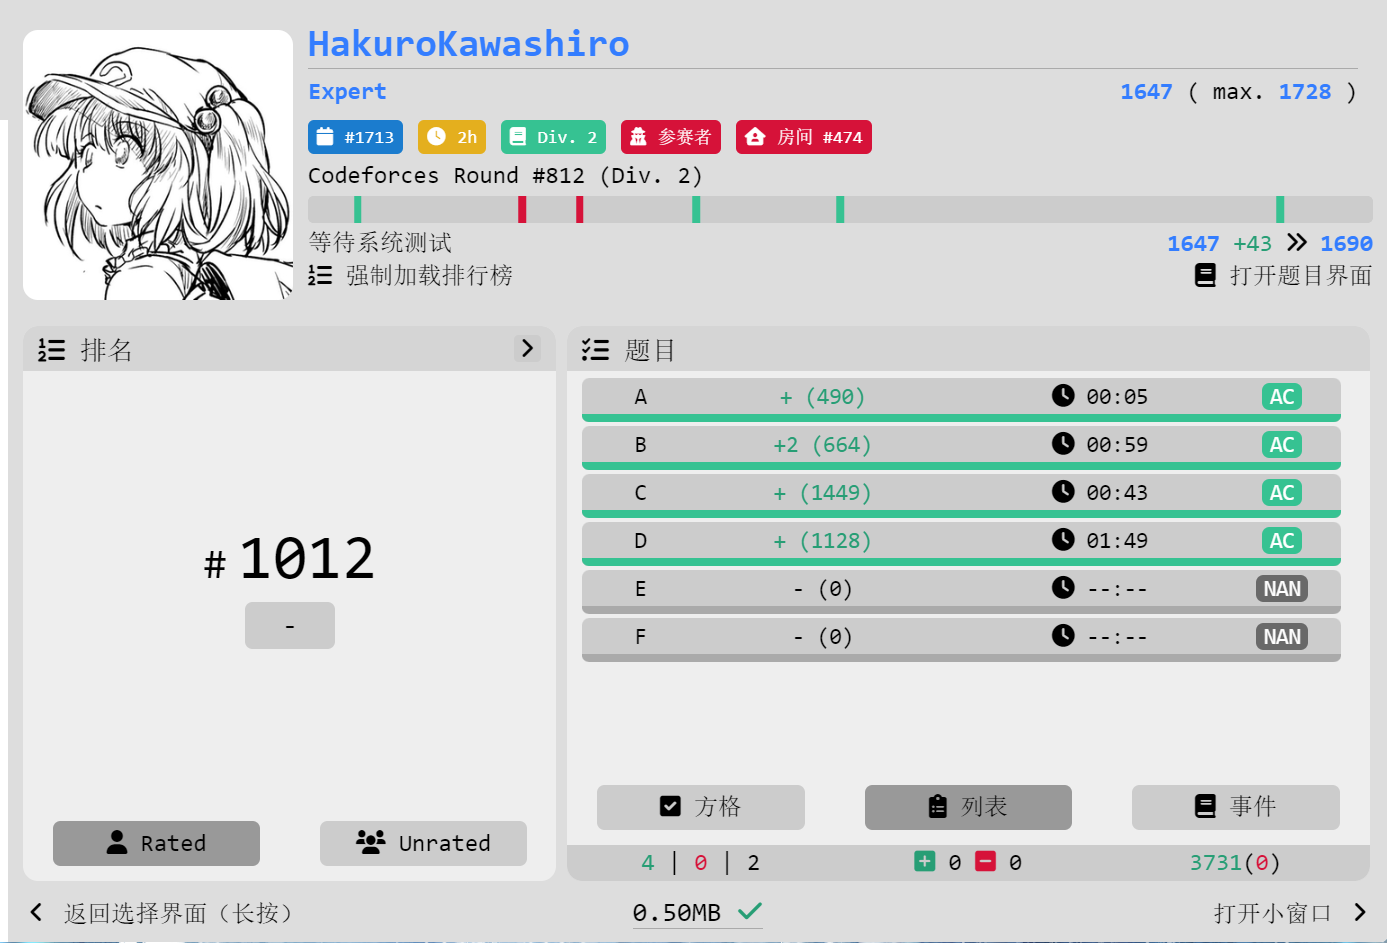 HakuroKawashiro
Expert 1647 ( max. 1728 )
#1713 2h Div. 2 参赛者 房间 #474
Codeforces Round #812 (Div. 2)
等待系统测试 1647 +43 1690
强制加载排行榜 打开题目界面
排名
#1012
-
Rated Unrated
题目
A + (490) 00:05 AC
B +2 (664) 00:59 AC
C + (1449) 00:43 AC
D + (1128) 01:49 AC
E - (0) --:-- NAN
F - (0) --:-- NAN
方格 列表 事件
4 | 0 | 2 + 0 - 0 3731(0)
返回选择界面（长按） 0.50MB 打开小窗口